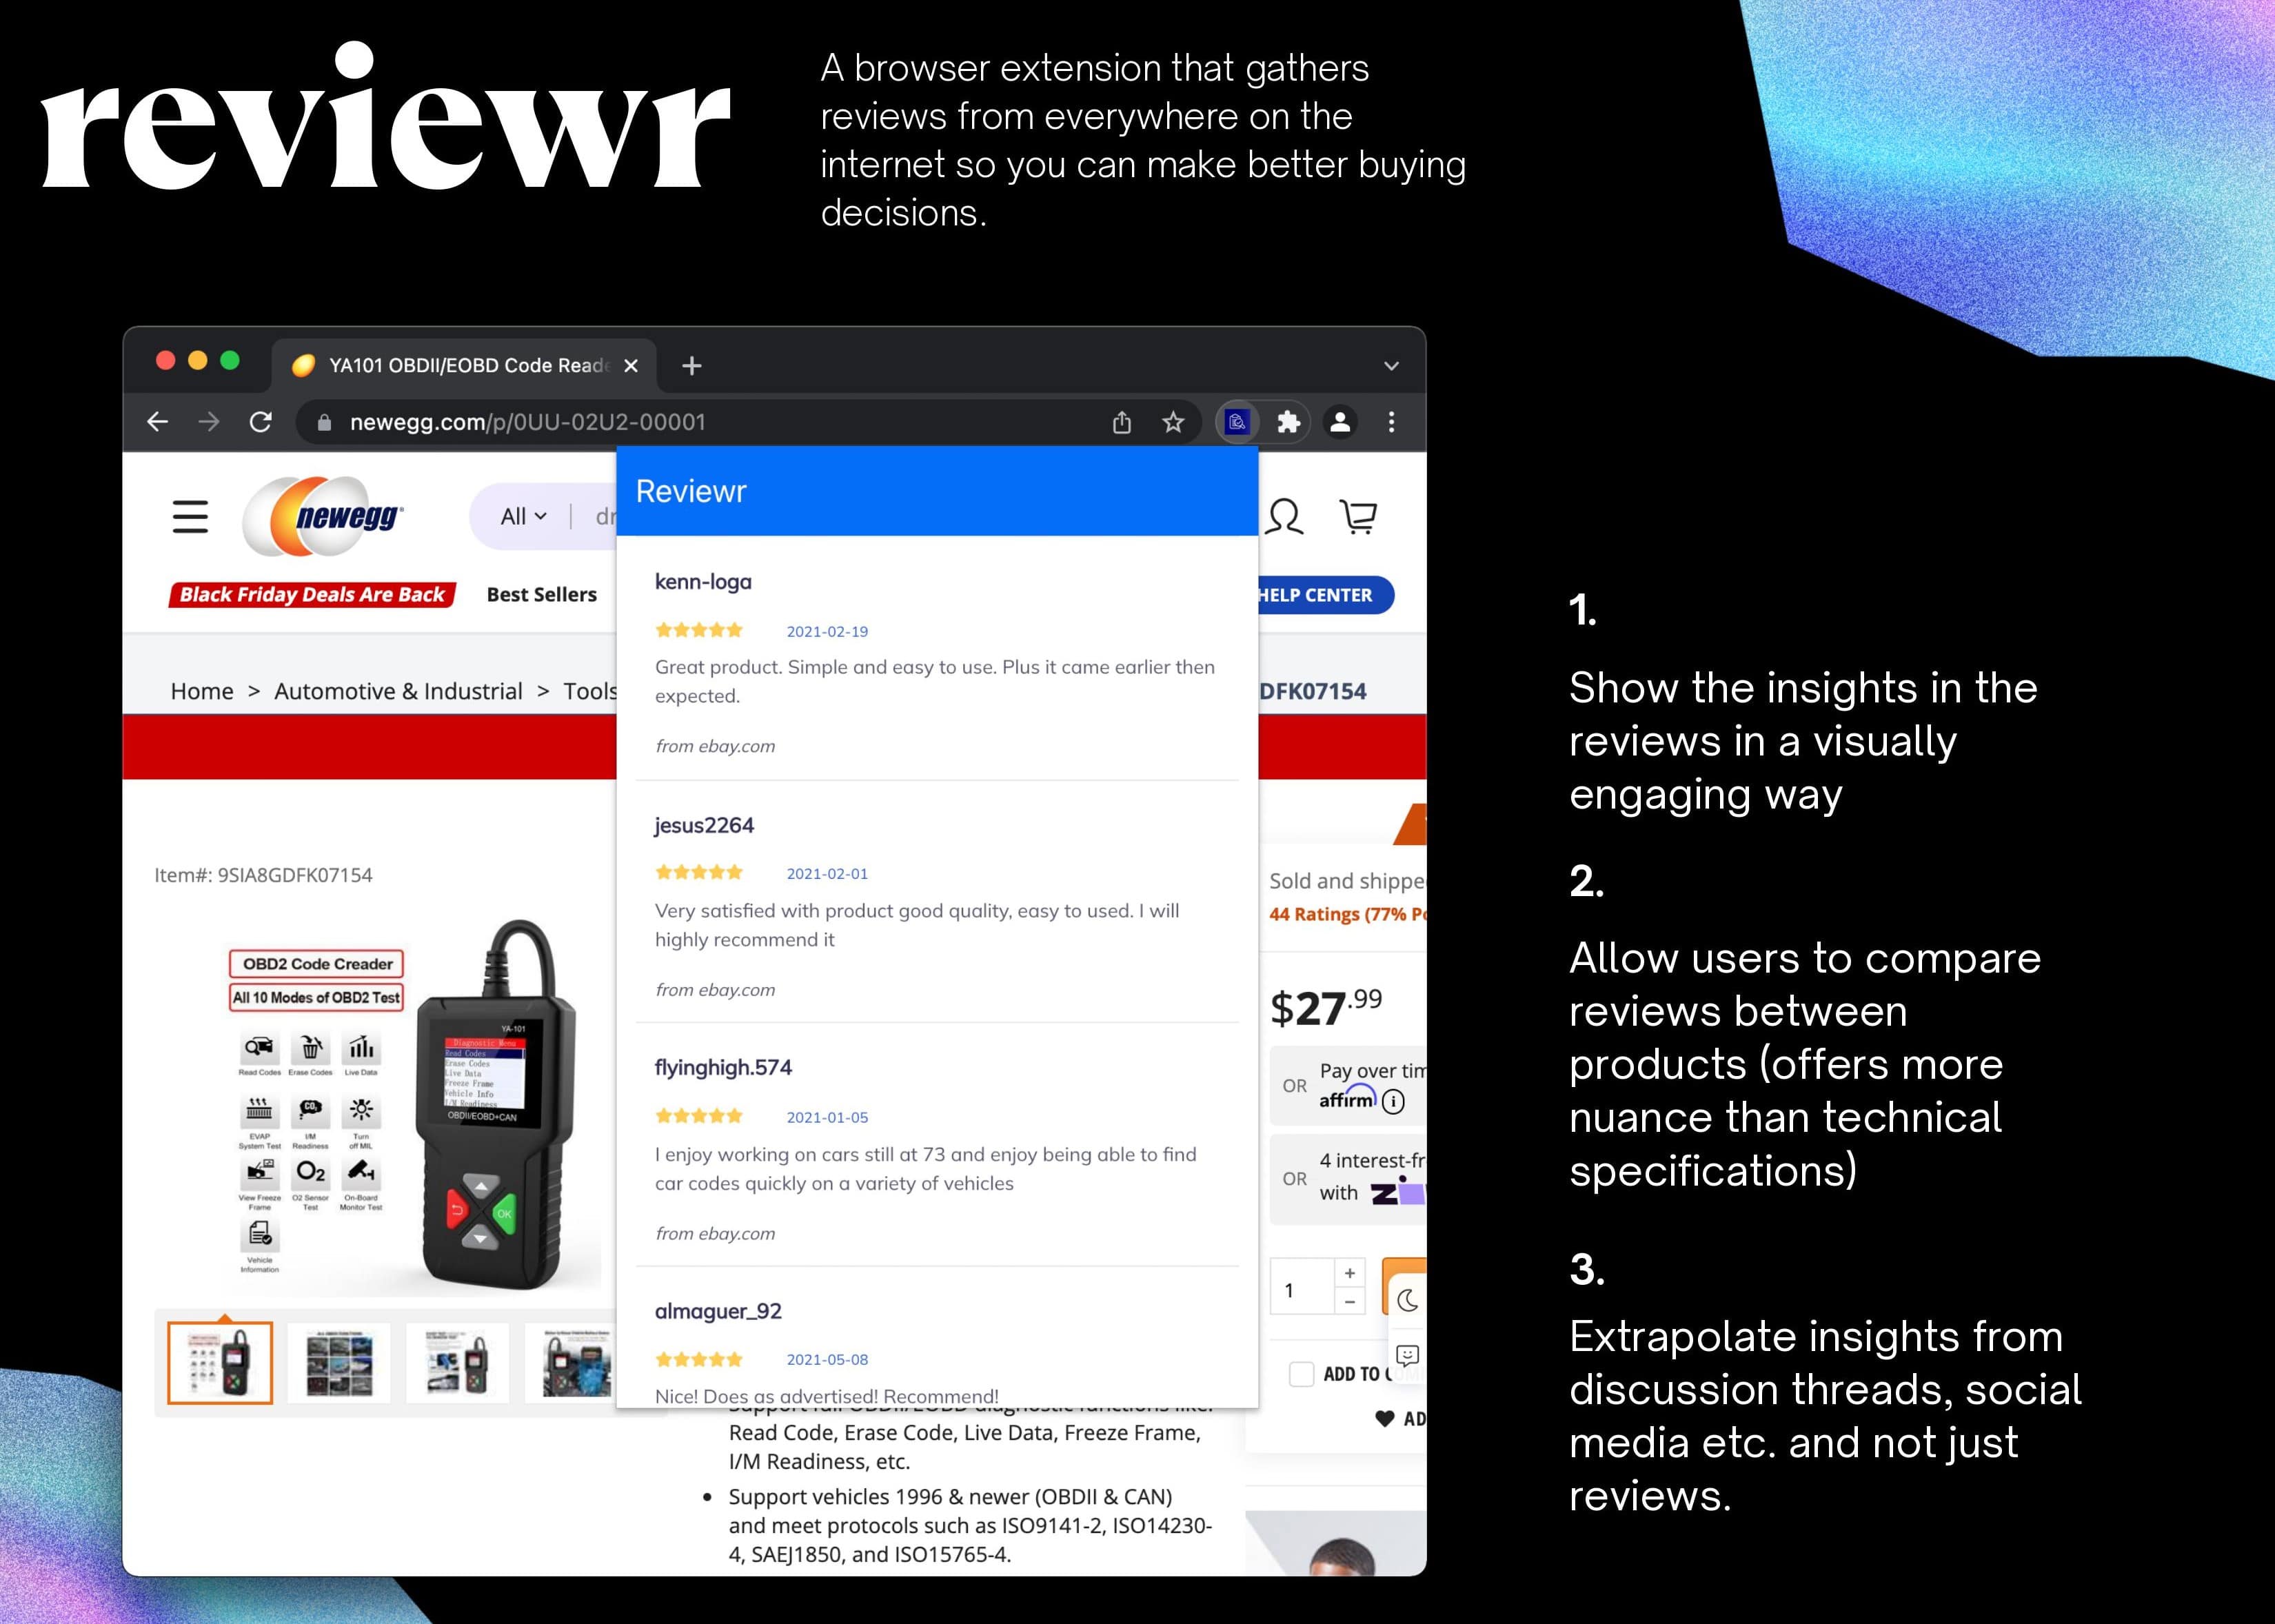 reviewr
A browser extension that gathers
reviews from everywhere on the
internet so you can make better buying
decisions.
YA101 OBDII/EOBD Code Reade
newegg.com/p/0UU-02U2-00001
Reviewr
newegg
All
dr
Black Friday Deals Are Back
Best Sellers
HELP CENTER
Home > Automotive & Industrial > Tools
DFK07154
kenn-loga
2021-02-19
Great product. Simple and easy to use. Plus it came earlier then
expected.
from ebay.com
jesus2264
2021-02-01
Very satisfied with product good quality, easy to used. I will
highly recommend it
from ebay.com
flyinghigh.574
2021-01-05
I enjoy working on cars still at 73 and enjoy being able to find
car codes quickly on a variety of vehicles
from ebay.com
almaguer_92
2021-05-08
Nice! Does as advertised! Recommend!
Item#: 9SIA8GDFK07154
OBD2 Code Creader
All 10 Modes of OBD2 Test
Read Codes
Erase Codes
Live Data
EVAP
System Test
I/M
Readiness
Turn
off MIL
View Freeze
Frame
O2 Sensor
Test
On-Board
Monitor Test
Vehicle
Information
CO2
O2
YA-101
Diagnostic Menu
Read Codes
Erase Codes
Live Data
Freeze Frame
Vehicle Info
I/M Readiness
OBDII/EOBD+CAN
OK
Support full OBDII/EOBD diagnostic functions like:
Read Code, Erase Code, Live Data, Freeze Frame,
I/M Readiness, etc.
Support vehicles 1996 & newer (OBDII & CAN)
and meet protocols such as ISO9141-2, ISO14230-
4, SAEJ1850, and ISO15765-4.
Sold and shippe
44 Ratings (77% Po
$27.99
OR
Pay over tim
affirm
OR
4 interest-fr
with
1
ADD TO
AD
1.
Show the insights in the
reviews in a visually
engaging way
2.
Allow users to compare
reviews between
products (offers more
nuance than technical
specifications)
3.
Extrapolate insights from
discussion threads, social
media etc. and not just
reviews.